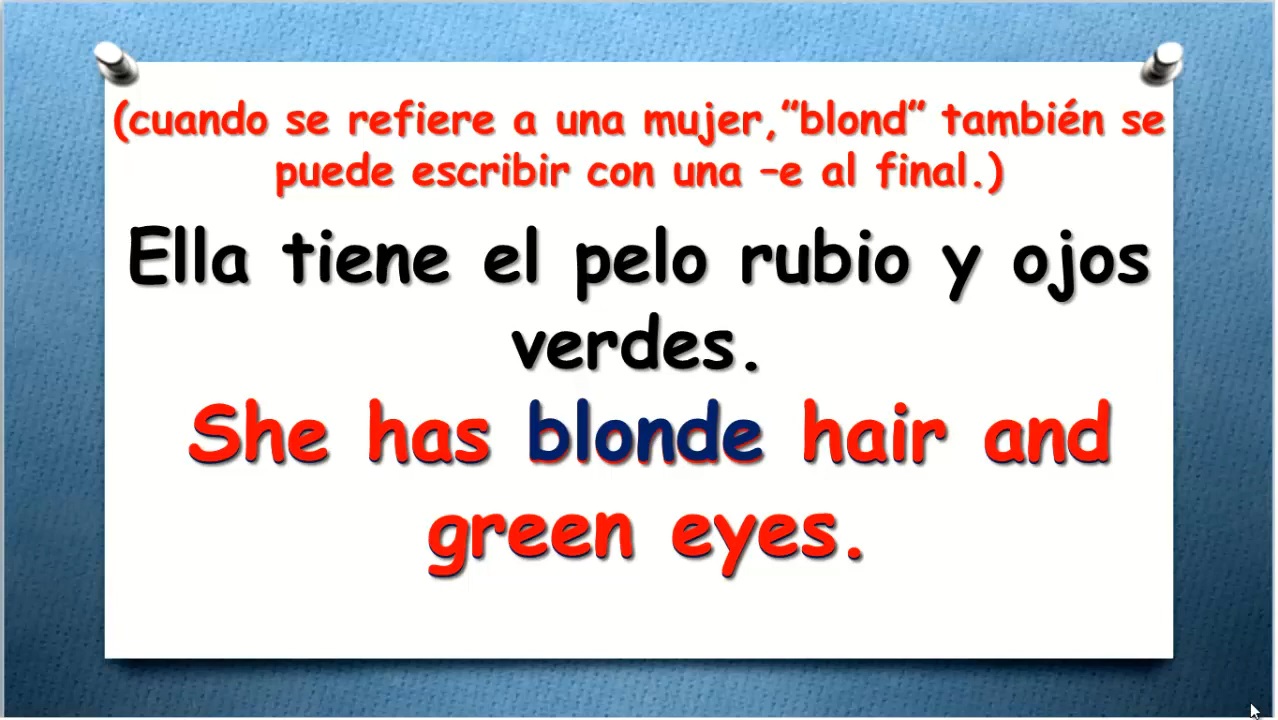 (cuando se refiere a una mujer,”blond” también se
puede escribir con una –e al final.)
Ella tiene el pelo rubio y ojos
verdes.
She has blonde hair and
green eyes.